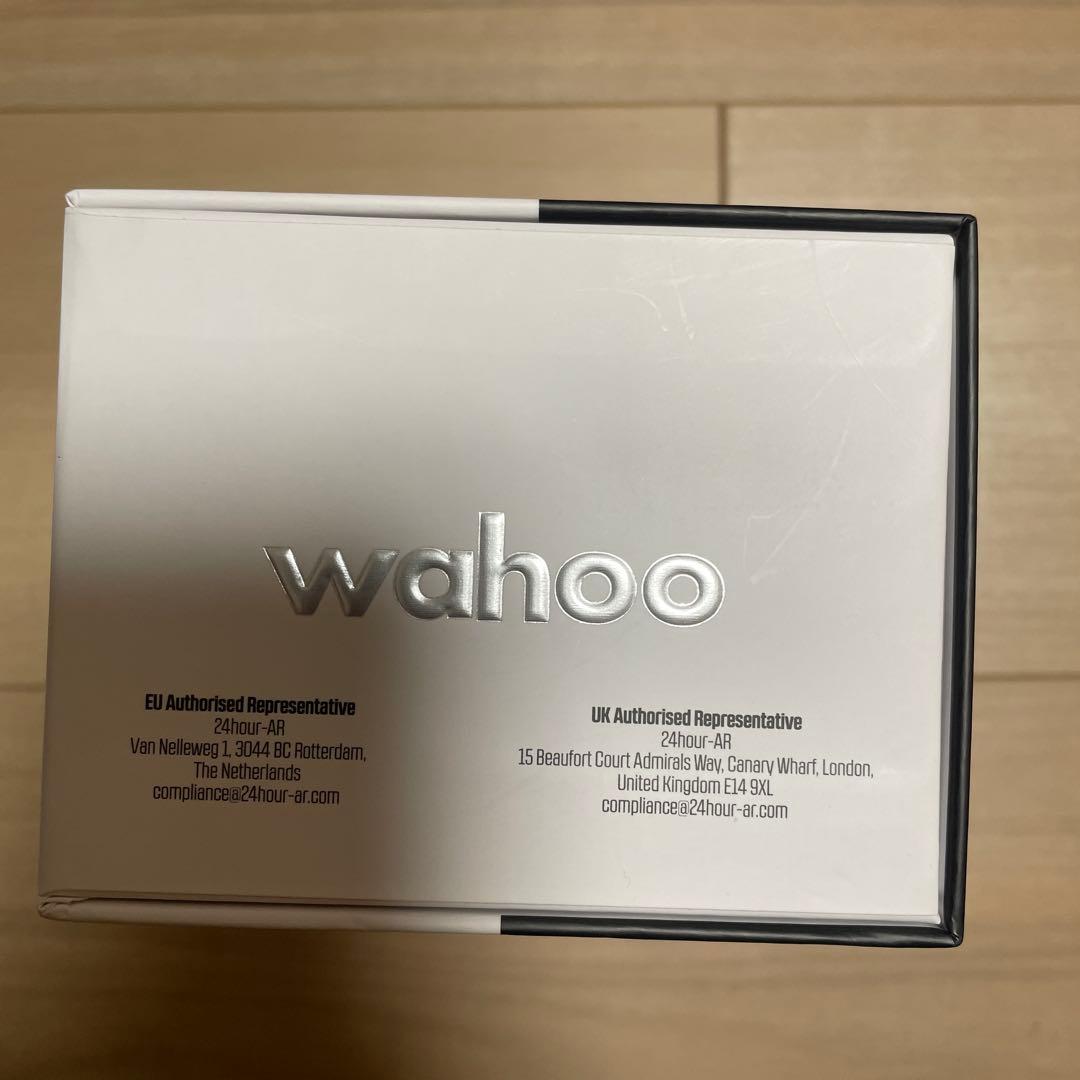 wahoo
EU Authorised Representative
24hour-AR
Van Nelleweg 1, 3044 BC Rotterdam,
The Netherlands
compliance@24hour-ar.com
UK Authorised Representative
24hour-AR
15 Beaufort Court Admirals Way, Canary Wharf, London,
United Kingdom E14 9XL
compliance@24hour-ar.com